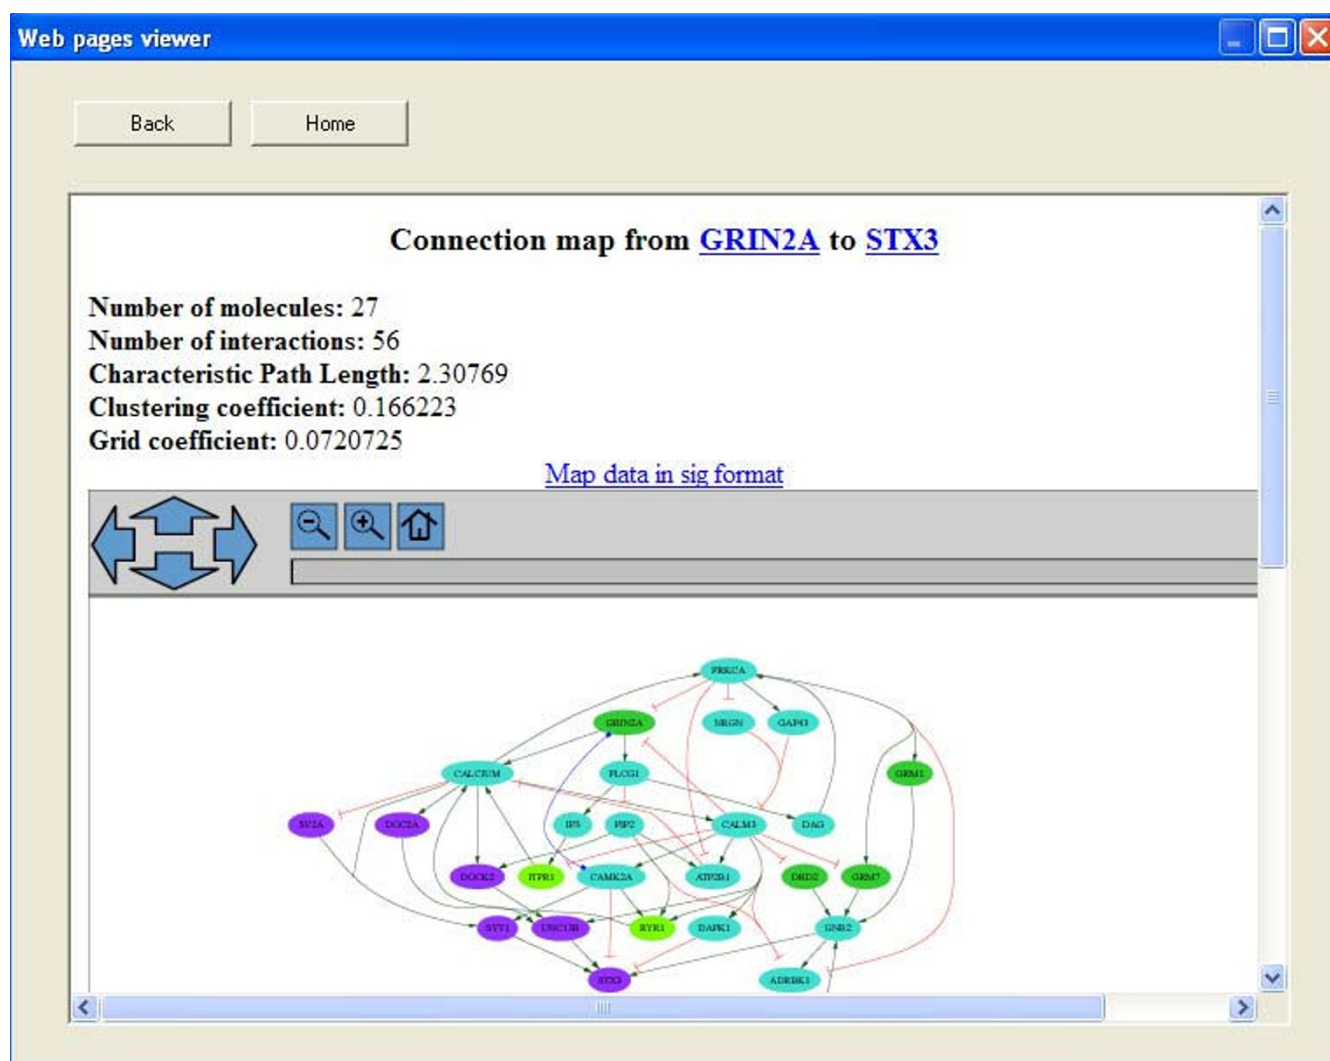 Web pages viewer
Back Home
Connection map from GRIN2A to STX3
Number of molecules: 27
Number of interactions: 56
Characteristic Path Length: 2.30769
Clustering coefficient: 0.166223
Grid coefficient: 0.0720725
Map data in sig format
PRKCA
GRIN2A NRGN GAP43
CALCIUM PLCG1 GRM1
SV2A DOC2A IP3 PIP2 CALM3 DAG
DOCK2 ITPR1 CAMK2A ATP2B1 DRD2 GRM7
SYT1 UNC13B RYR1 DAPK1 GNB2
STX3 ADRBK1